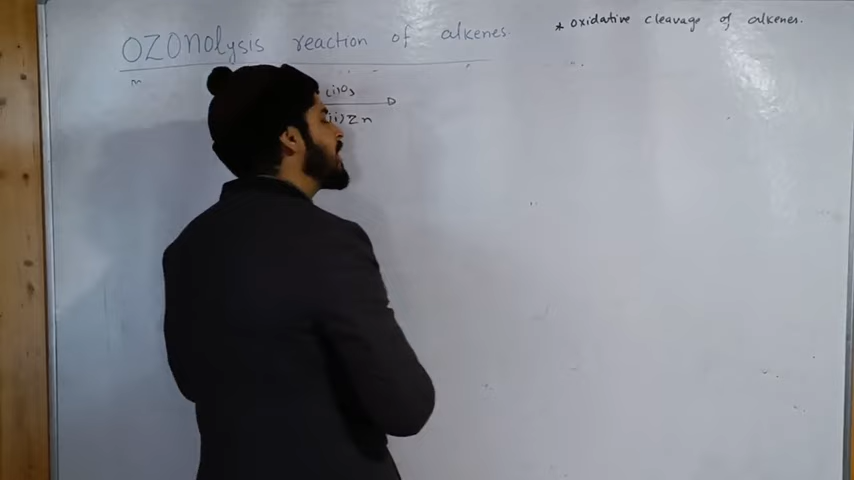 OZONolysis reaction of alkenes.
* oxidative cleavage of alkenes.
(i)O3
(ii)Zn